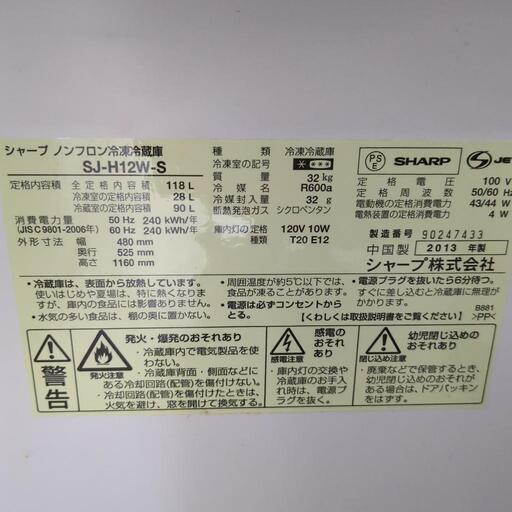 シャープ ノンフロン冷凍冷蔵庫
SJ-H12W-S
定格内容積 全定格内容積 118 L
冷凍室の定格内容積 28 L
冷蔵室の定格内容積 90 L
消費電力量 50 Hz 240 kWh/年
(JIS C 9801-2006年) 60 Hz 240 kWh/年
外形寸法 幅 480 mm
奥行 525 mm
高さ 1160 mm
種類 冷凍冷蔵庫
冷凍室の記号
質量 32 kg
冷媒 R600a
冷媒封入量 32 g
断熱発泡ガス シクロペンタン
庫内灯の定格 120V 10W
種類 T20 E12
PSE SHARP JET
定格電圧 100 V
定格周波数 50/60 Hz
電動機の定格消費電力 43/44 W
電熱装置の定格消費電力 4 W
製造番号 90247433
中国製 2013 年製
シャープ株式会社
・冷蔵庫は、表面から放熱しています。
使いはじめや夏場は、特に熱くなりますが、
異常ではありません。
・水気の多い食品は、棚の奥に置かない。
・周囲温度が約5℃以下では、
食品が凍ることがあります。
・電源は必ずコンセントから
とる。
・電源プラグを抜いたら6分待つ。
すぐに差し込むと冷蔵庫に無理が
かかります。
【くわしくは取扱説明書をご覧ください】
B881
>PP<
警告
発火注意
発火・爆発のおそれあり
・冷蔵庫内で電気製品を使わ
ない。
・冷蔵庫背面・側面などに
ある冷却回路(配管)を傷付けない。
・冷却回路(配管)を傷付けたときは、
火気を避け、窓を開けて換気する。
感電注意
感電の
おそれあり
・庫内灯の交換や
冷蔵庫のお手入
れ時は、電源プ
ラグを抜く。
閉じ込め注意
幼児閉じ込めの
おそれあり
・廃棄などで保管するときは、
幼児の閉じ込めのおそれが
ある場合は、ドアパッキンを
はずす。